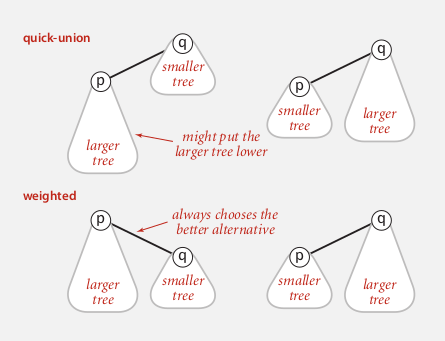 quick-union
q
smaller
tree
p
larger
tree
q
p
smaller
tree
larger
tree
might put the
larger tree lower
weighted
always chooses the
better alternative
p
larger
tree
q
smaller
tree
q
p
smaller
tree
larger
tree